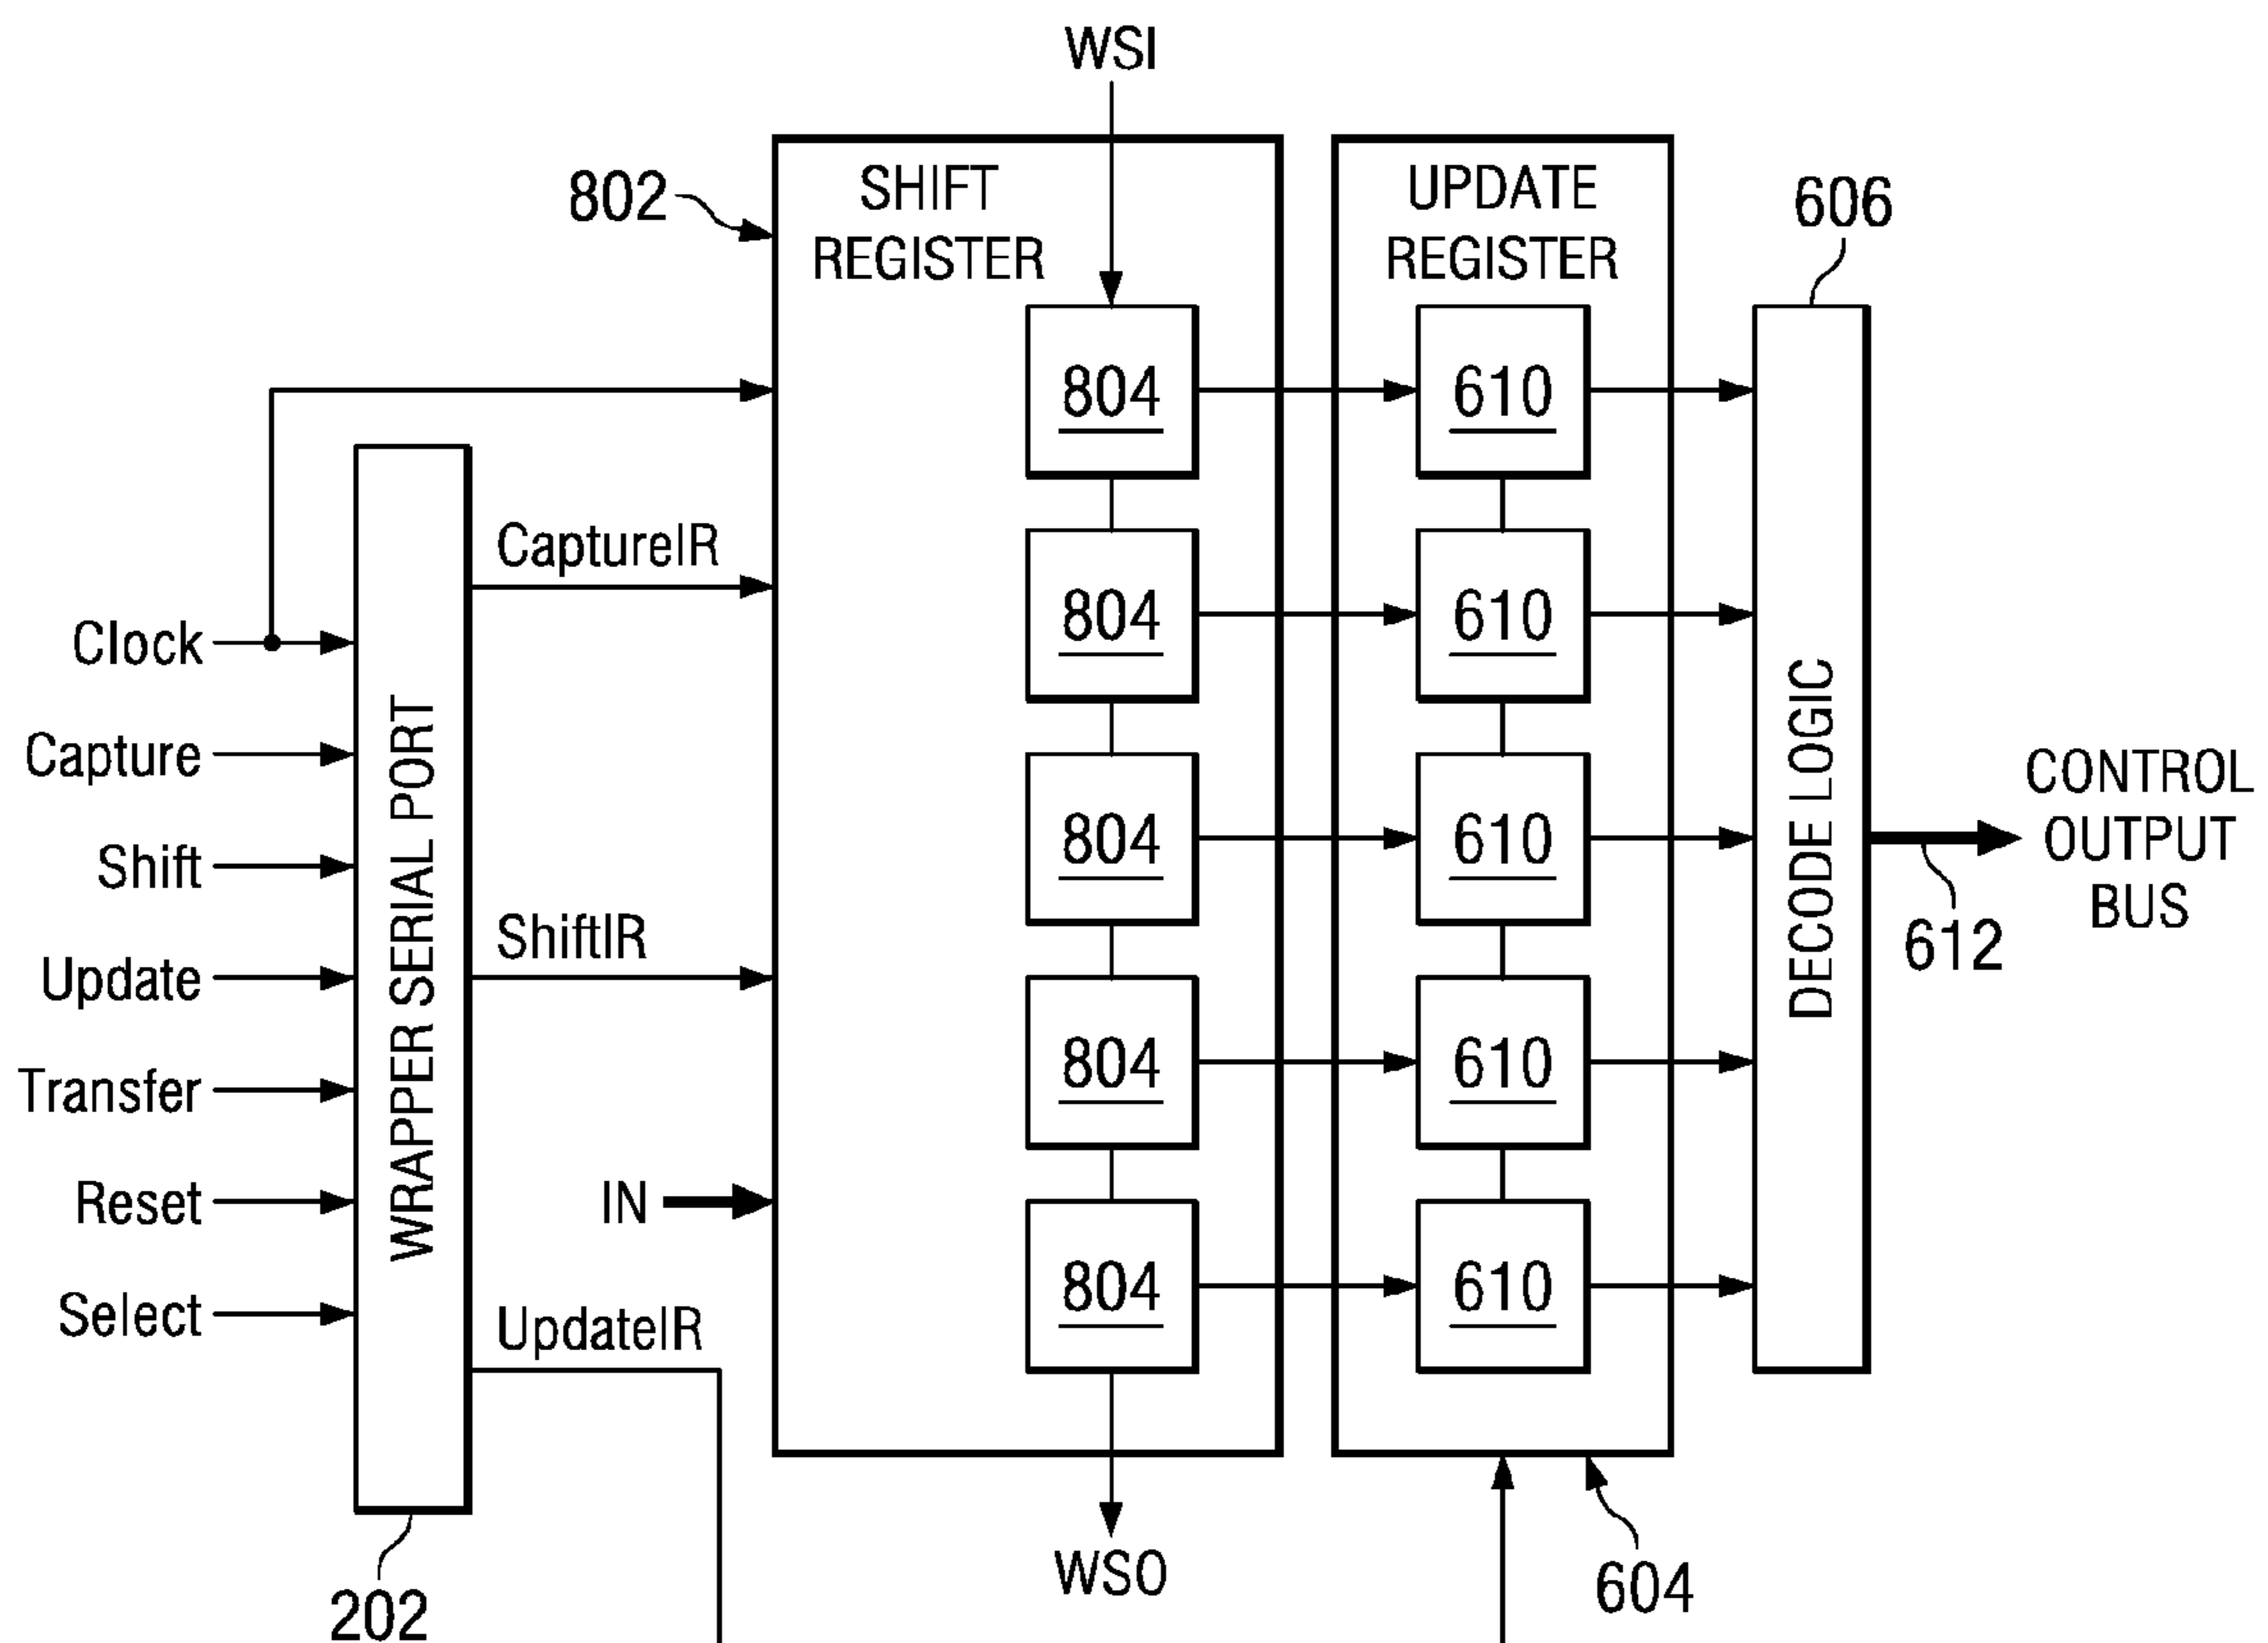 WSI
802
SHIFT
REGISTER
UPDATE
REGISTER
606
804
610
804
610
804
610
804
610
804
610
Clock
Capture
Shift
Update
Transfer
Reset
Select
WRAPPER SERIAL PORT
CaptureIR
ShiftIR
IN
UpdateIR
DECODE LOGIC
CONTROL
OUTPUT
BUS
612
WSO
604
202